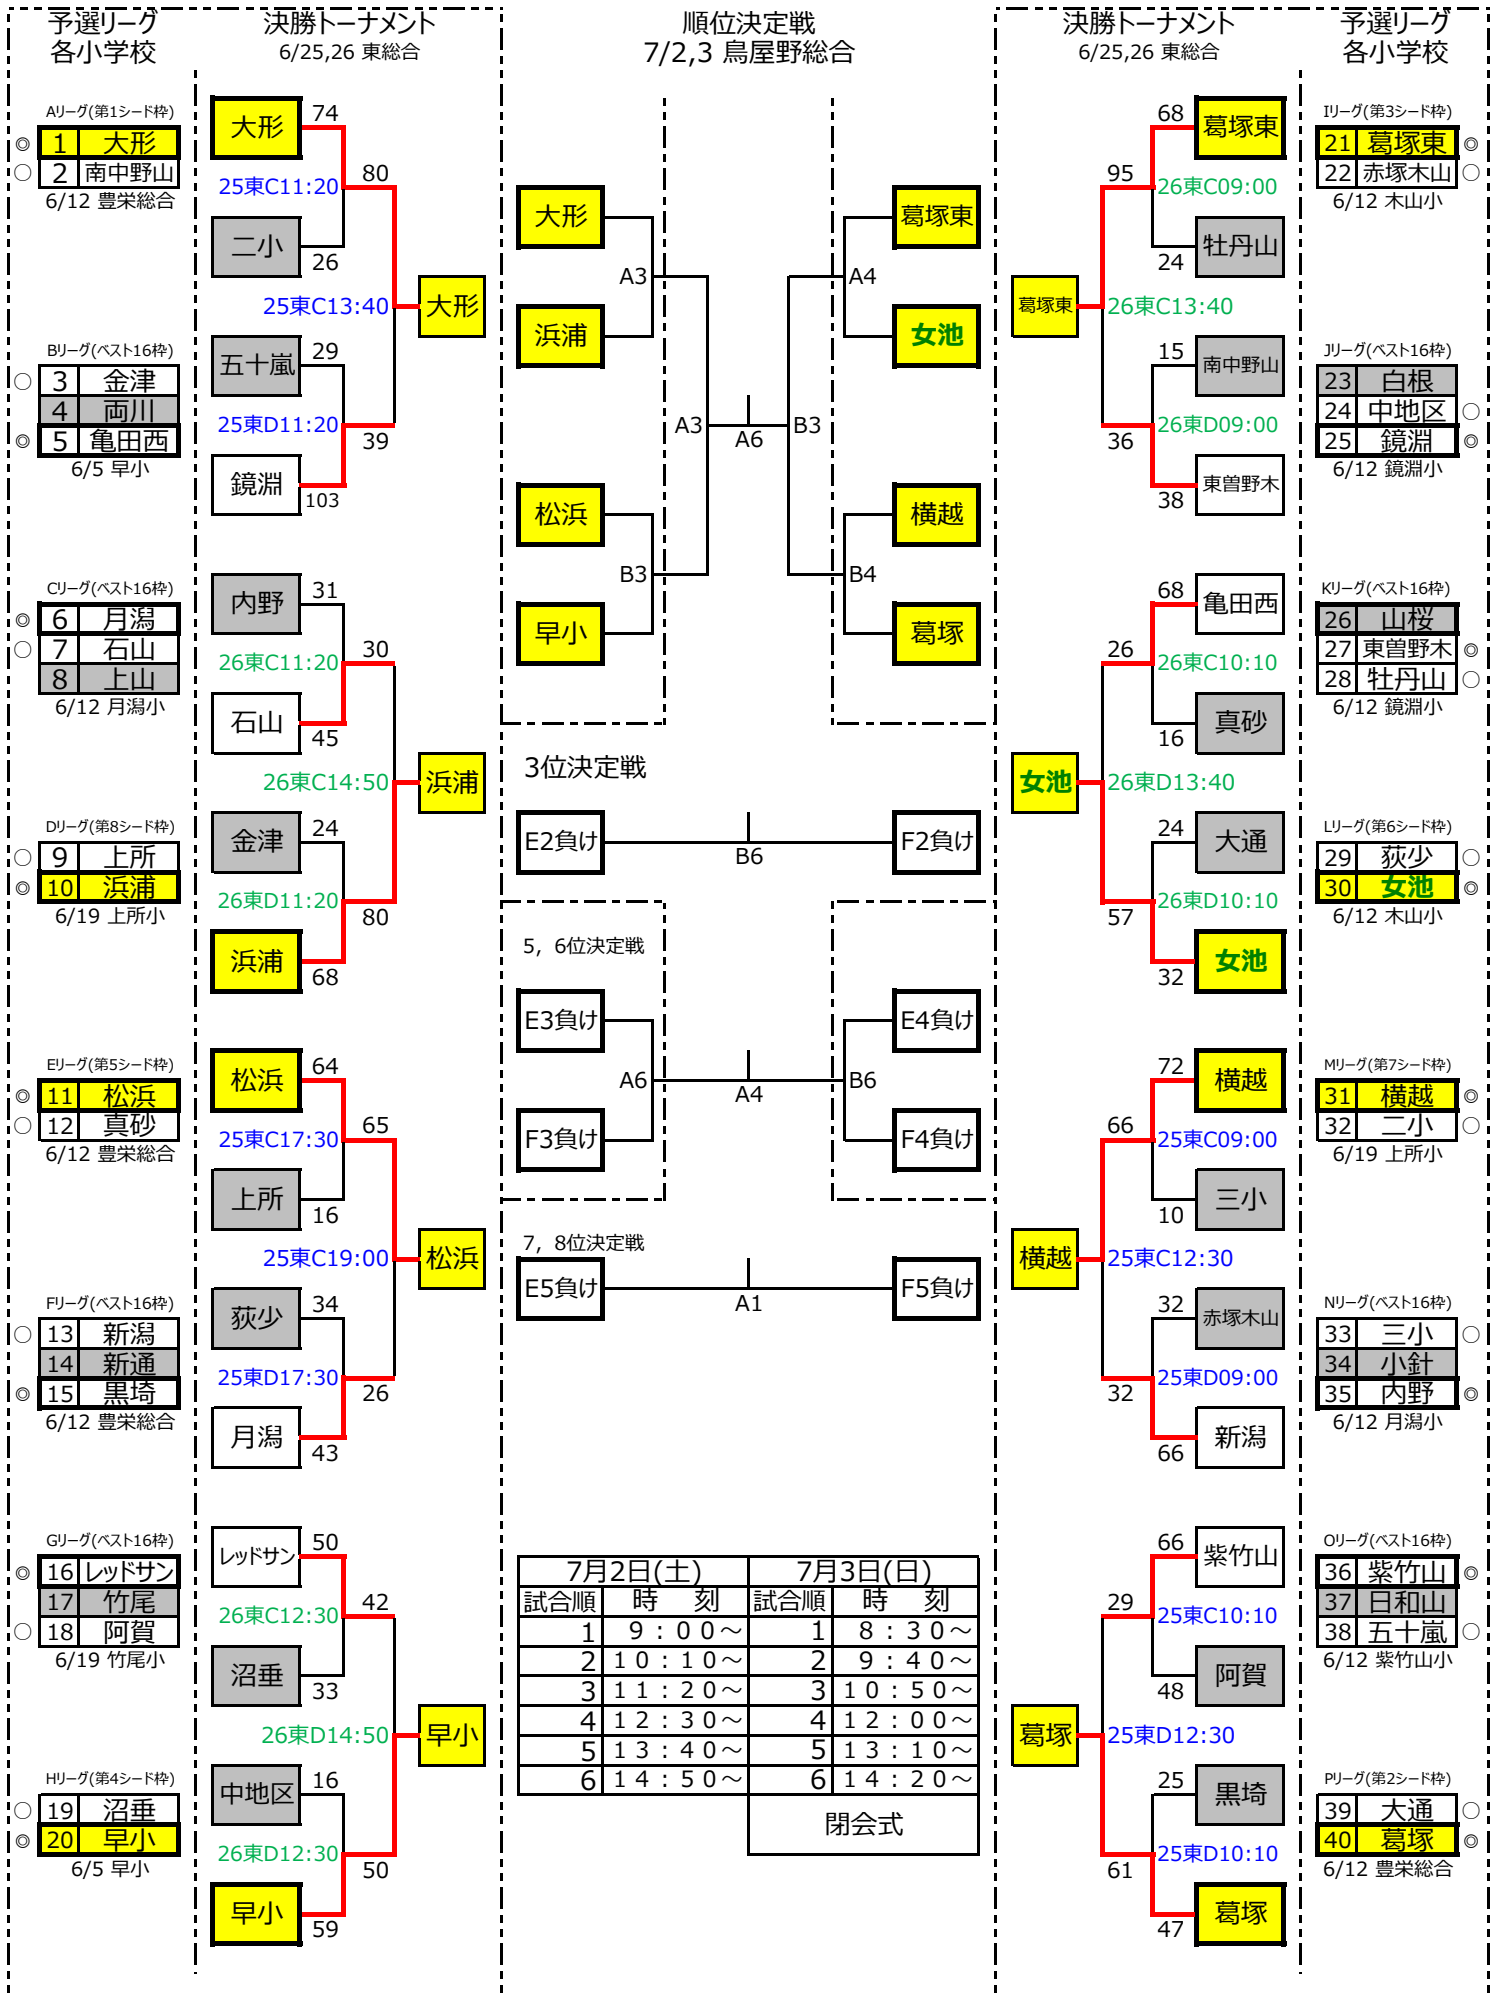 予選リーグ
各小学校
決勝トーナメント
6/25,26 東総合
順位決定戦
7/2,3 鳥屋野総合
決勝トーナメント
6/25,26 東総合
予選リーグ
各小学校
Aリーグ(第1シード枠)
◎ 1 大形
○ 2 南中野山
6/12 豊栄総合
Bリーグ(ベスト16枠)
○ 3 金津
4 両川
◎ 5 亀田西
6/5 早小
Cリーグ(ベスト16枠)
◎ 6 月潟
○ 7 石山
8 上山
6/12 月潟小
Dリーグ(第8シード枠)
○ 9 上所
◎ 10 浜浦
6/19 上所小
Eリーグ(第5シード枠)
◎ 11 松浜
○ 12 真砂
6/12 豊栄総合
Fリーグ(ベスト16枠)
○ 13 新潟
14 新通
◎ 15 黒埼
6/12 豊栄総合
Gリーグ(ベスト16枠)
◎ 16 レッドサン
17 竹尾
○ 18 阿賀
6/19 竹尾小
Hリーグ(第4シード枠)
○ 19 沼垂
◎ 20 早小
6/5 早小
大形 74
25東C11:20 80
二小 26
25東C13:40 大形
五十嵐 29
25東D11:20 39
鏡淵 103
内野 31
26東C11:20 30
石山 45
26東C14:50 浜浦
金津 24
26東D11:20 80
浜浦 68
松浜 64
25東C17:30 65
上所 16
25東C19:00 松浜
荻少 34
25東D17:30 26
月潟 43
レッドサン 50
26東C12:30 42
沼垂 33
26東D14:50 早小
中地区 16
26東D12:30 50
早小 59
大形 葛塚東
A3 A4
浜浦 女池
A3 A6 B3
松浜 横越
B3 B4
早小 葛塚
3位決定戦
E2負け F2負け
B6
5, 6位決定戦
E3負け E4負け
A6 A4 B6
F3負け F4負け
7, 8位決定戦
E5負け F5負け
A1
7月2日(土) 7月3日(日)
試合順 時 刻 試合順 時 刻
1 9:00～ 1 8:30～
2 10:10～ 2 9:40～
3 11:20～ 3 10:50～
4 12:30～ 4 12:00～
5 13:40～ 5 13:10～
6 14:50～ 6 14:20～
閉会式
68 葛塚東
95 26東C09:00
24 牡丹山
葛塚東 26東C13:40
15 南中野山
36 26東D09:00
38 東曽野木
68 亀田西
26 26東C10:10
16 真砂
女池 26東D13:40
24 大通
57 26東D10:10
32 女池
72 横越
66 25東C09:00
10 三小
横越 25東C12:30
32 赤塚木山
32 25東D09:00
66 新潟
66 紫竹山
29 25東C10:10
48 阿賀
葛塚 25東D12:30
25 黒埼
61 25東D10:10
47 葛塚
Iリーグ(第3シード枠)
21 葛塚東 ◎
22 赤塚木山 ○
6/12 木山小
Jリーグ(ベスト16枠)
23 白根
24 中地区 ○
25 鏡淵 ◎
6/12 鏡淵小
Kリーグ(ベスト16枠)
26 山桜
27 東曽野木 ◎
28 牡丹山 ○
6/12 鏡淵小
Lリーグ(第6シード枠)
29 荻少 ○
30 女池 ◎
6/12 木山小
Mリーグ(第7シード枠)
31 横越 ◎
32 二小 ○
6/19 上所小
Nリーグ(ベスト16枠)
33 三小 ○
34 小針
35 内野 ◎
6/12 月潟小
Oリーグ(ベスト16枠)
36 紫竹山 ◎
37 日和山
38 五十嵐 ○
6/12 紫竹山小
Pリーグ(第2シード枠)
39 大通 ○
40 葛塚 ◎
6/12 豊栄総合